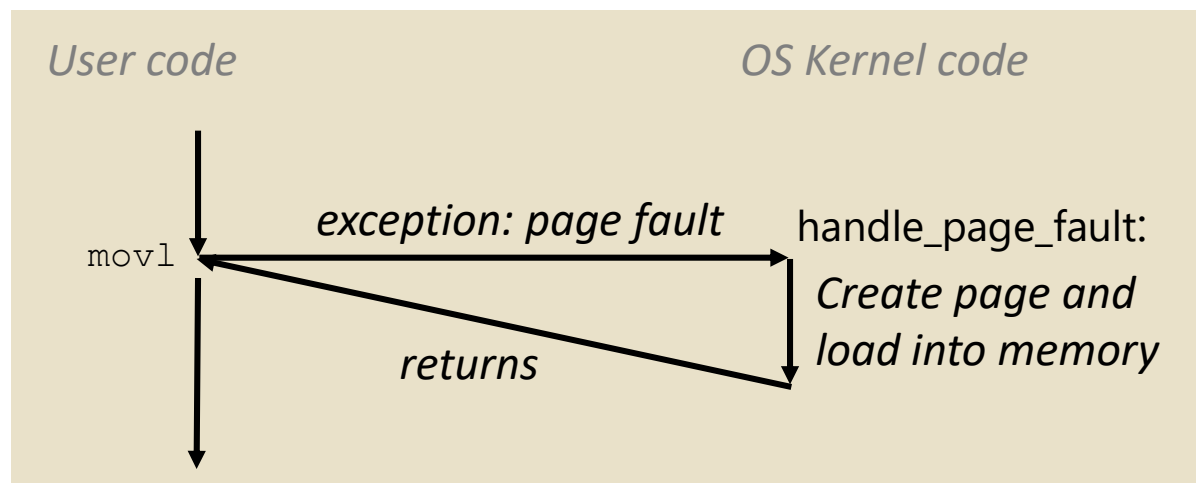 User code
OS Kernel code
exception: page fault
handle_page_fault:
movl
Create page and
load into memory
returns